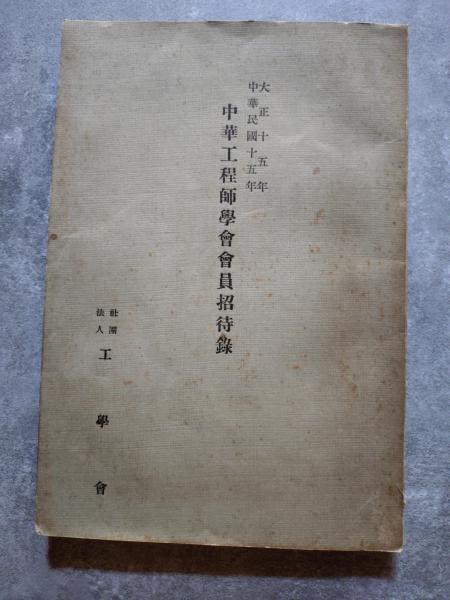 大正十五年
中華民國十五年
中華工程師學會會員招待錄
社團
法人
工學會